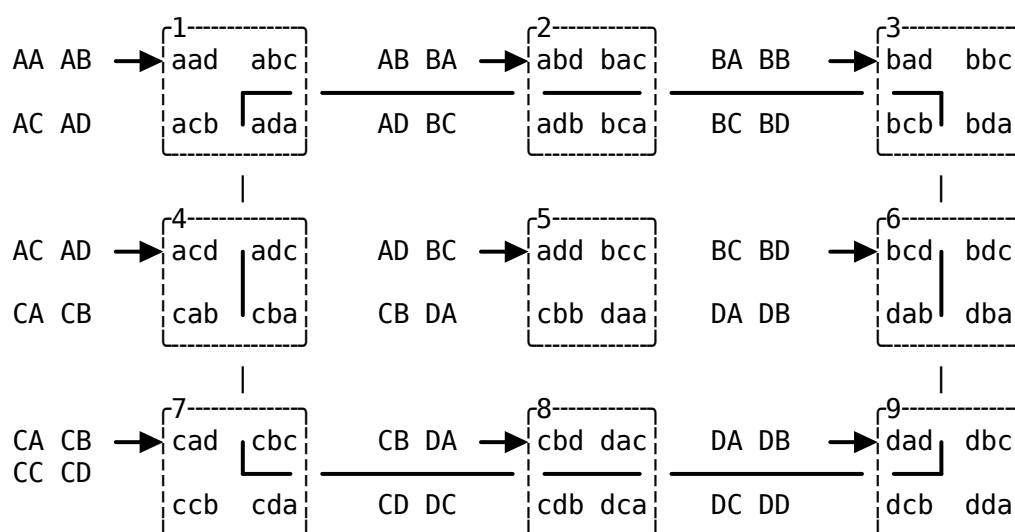 1 2 3
AA AB aad abc AB BA abd bac BA BB bad bbc
AC AD acb ada AD BC adb bca BC BD bcb bda
4 5 6
AC AD acd adc AD BC add bcc BC BD bcd bdc
CA CB cab cba CB DA cbb daa DA DB dab dba
7 8 9
CA CB cad cbc CB DA cbd dac DA DB dad dbc
CC CD
ccb cda CD DC cdb dca DC DD dcb dda